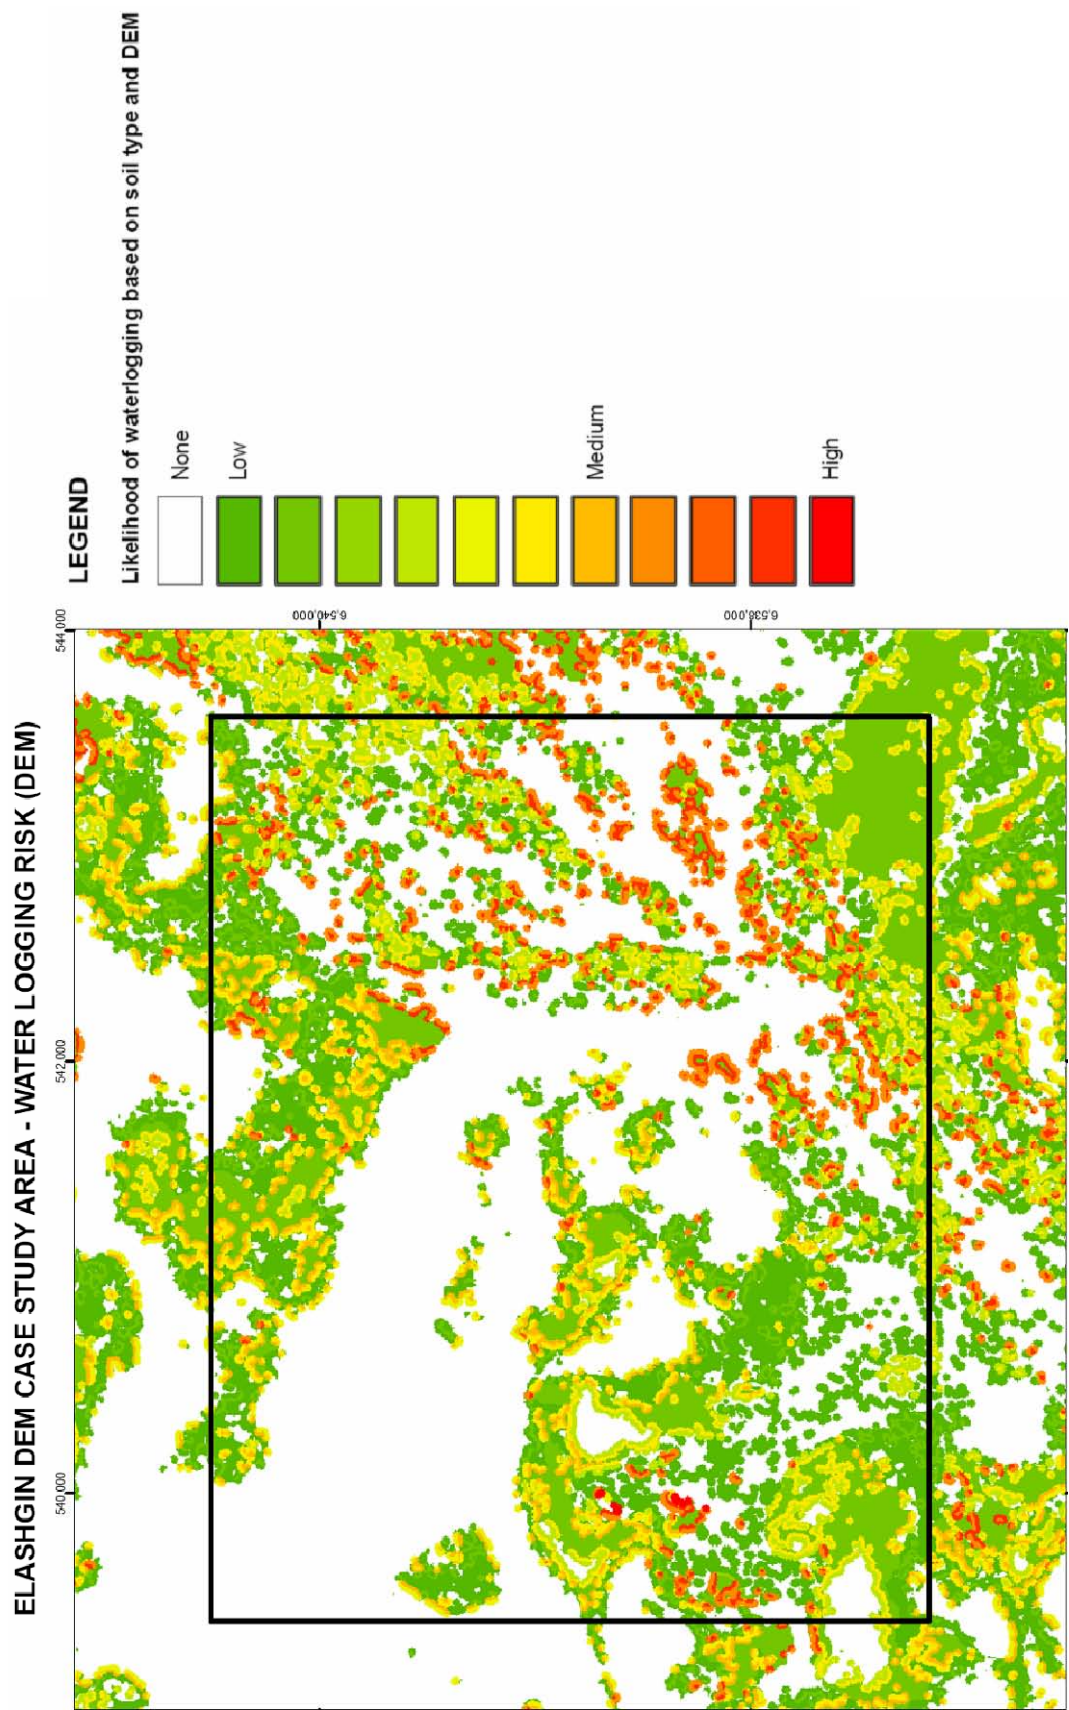 ELASHGIN DEM CASE STUDY AREA - WATER LOGGING RISK (DEM)
540,000
542,000
544,000
6,540,000
6,538,000
LEGEND
Likelihood of waterlogging based on soil type and DEM
None
Low
Medium
High